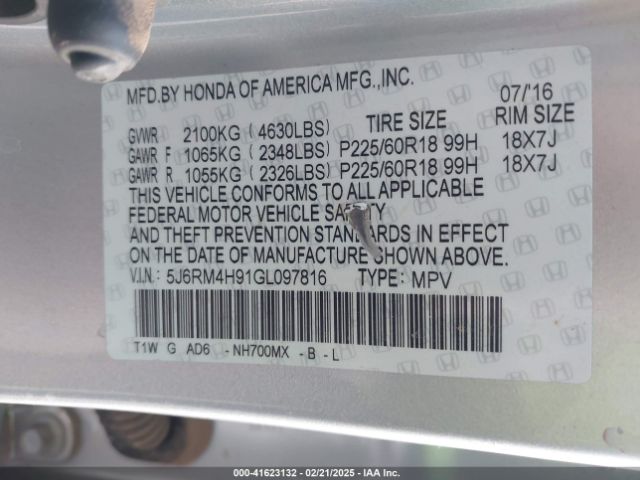 MFD.BY HONDA OF AMERICA MFG.,INC. 07/'16
GVWR 2100KG ( 4630LBS) TIRE SIZE RIM SIZE
GAWR F 1065KG ( 2348LBS) P225/60R18 99H 18X7J
GAWR R 1055KG ( 2326LBS) P225/60R18 99H 18X7J
THIS VEHICLE CONFORMS TO ALL APPLICABLE
FEDERAL MOTOR VEHICLE SAFETY
AND THEFT PREVENTION STANDARDS IN EFFECT
ON THE DATE OF MANUFACTURE SHOWN ABOVE.
V.I.N.: 5J6RM4H91GL097816 TYPE: MPV
T1W G AD6 - NH700MX - B - L
00-41623132 - 02/21/2025 - IAA Inc.